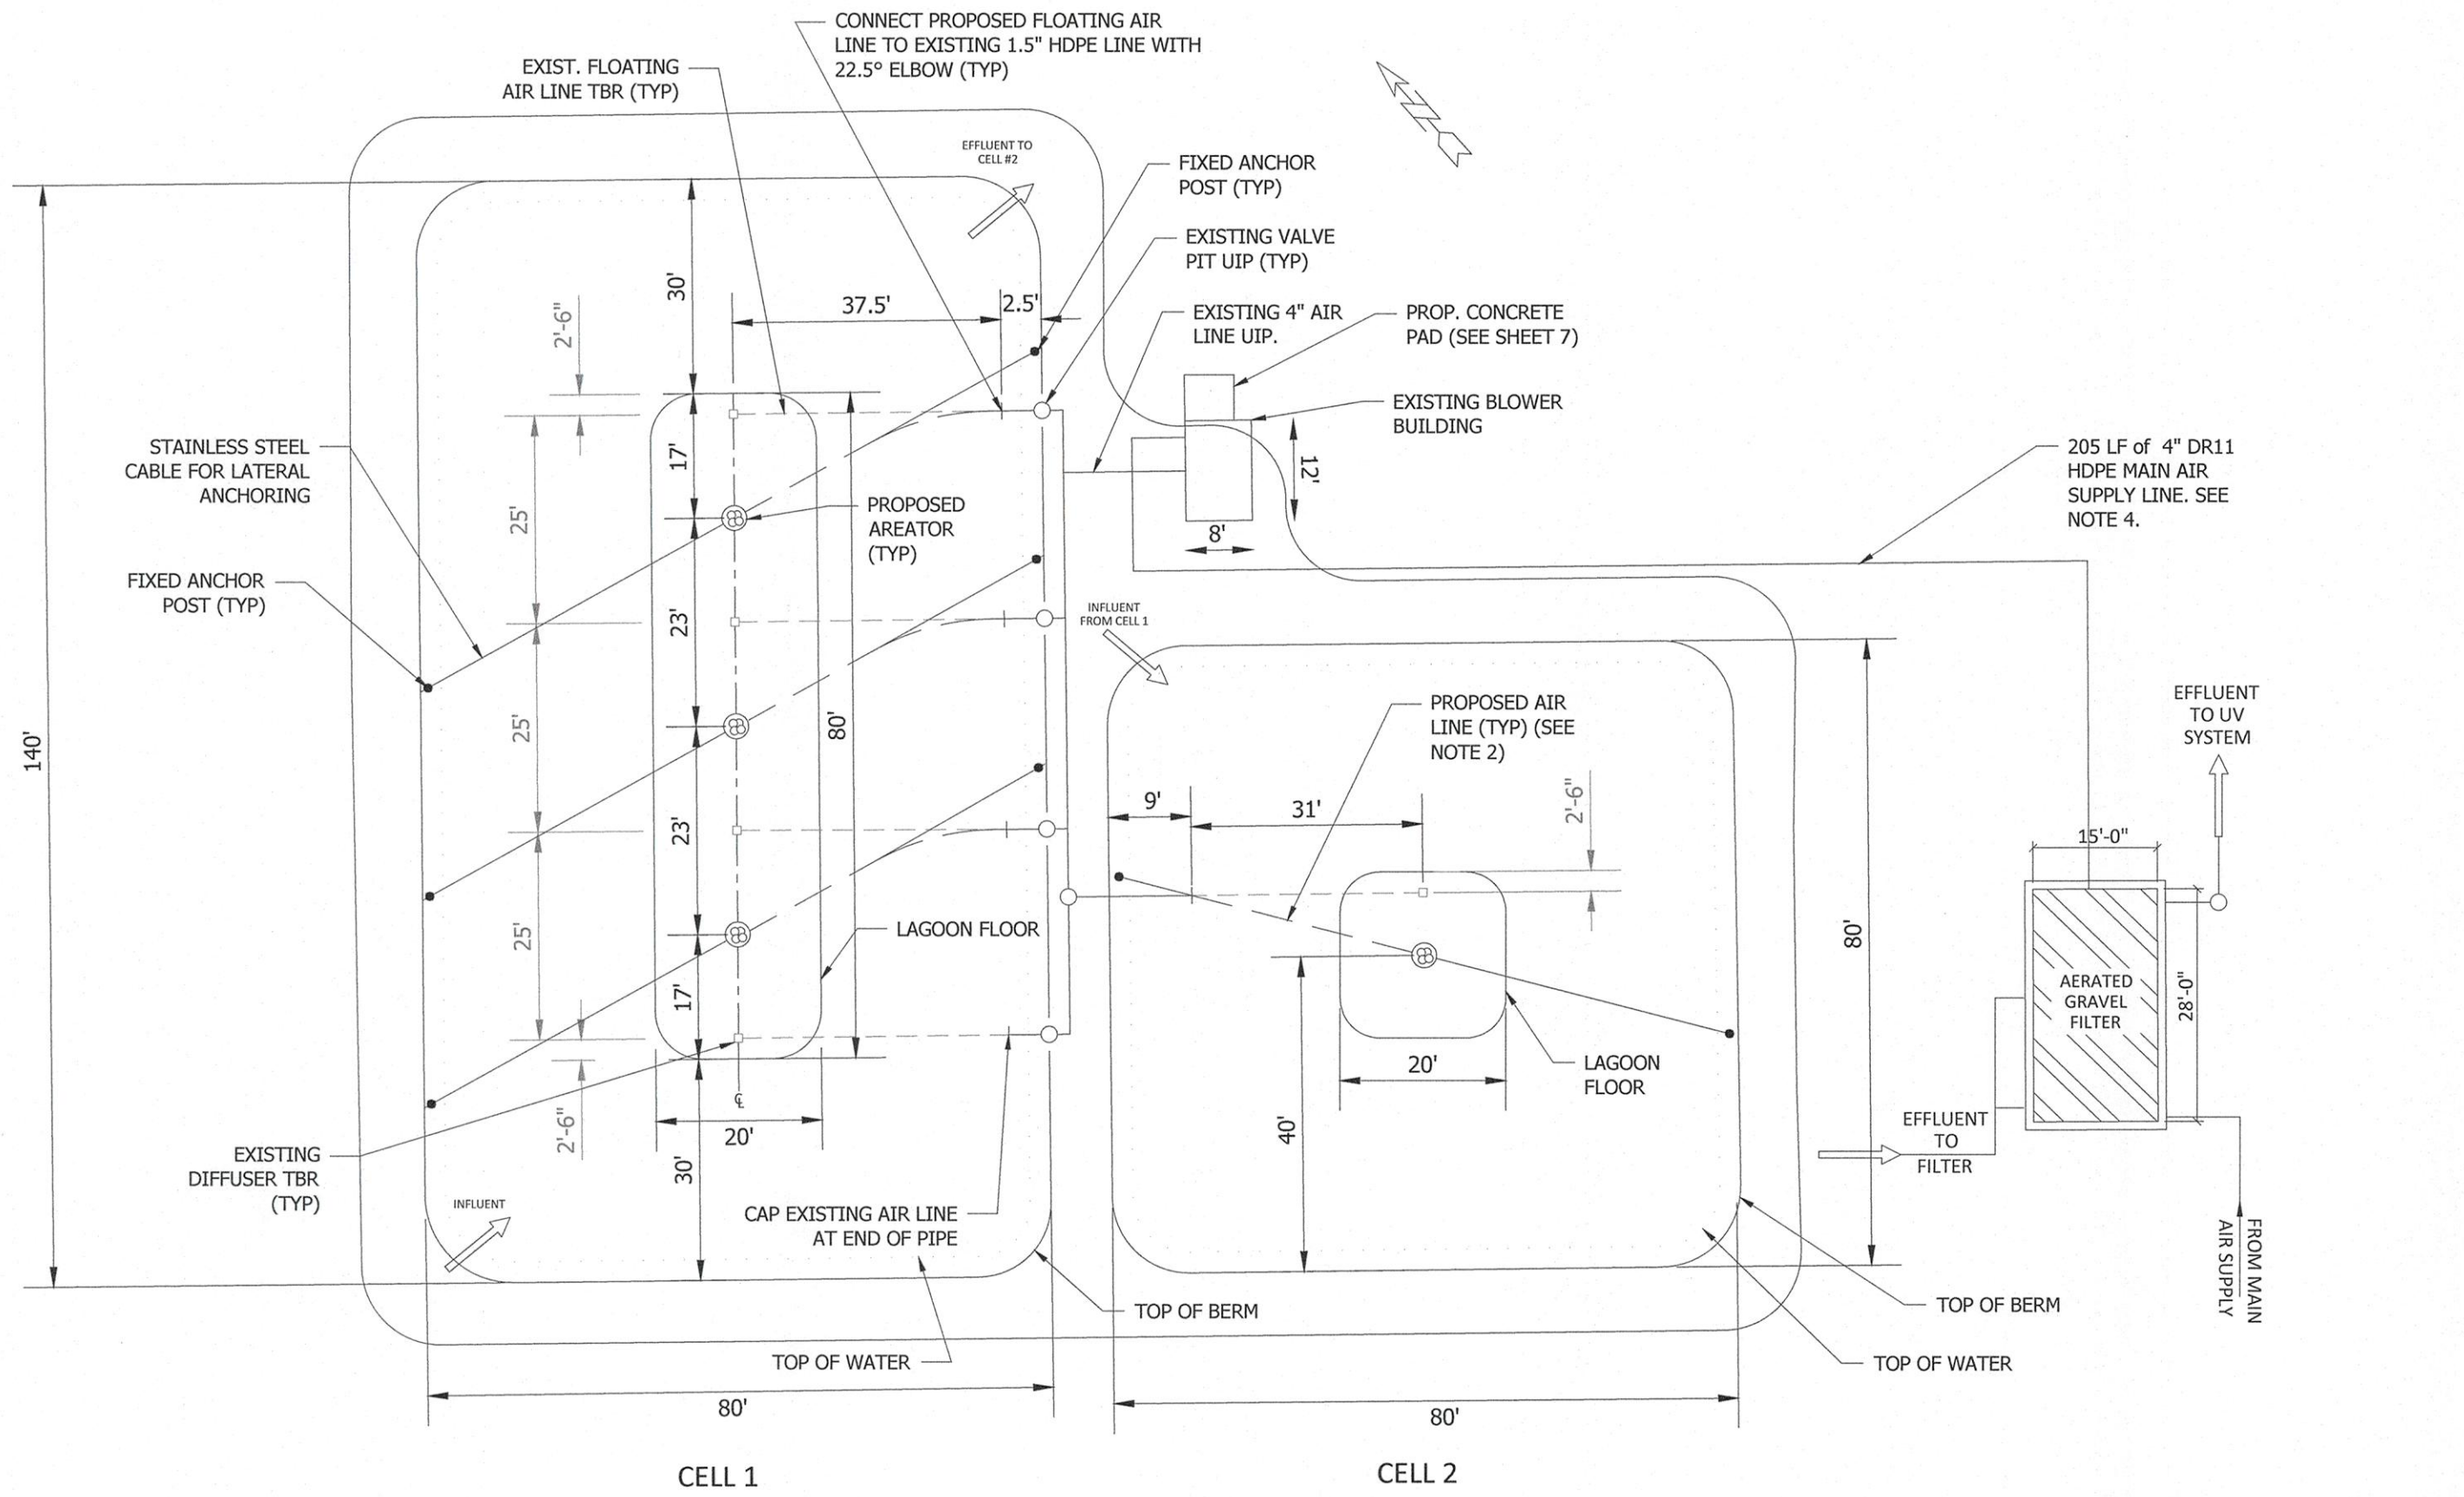 CONNECT PROPOSED FLOATING AIR
LINE TO EXISTING 1.5" HDPE LINE WITH
22.5° ELBOW (TYP)
EXIST. FLOATING
AIR LINE TBR (TYP)
EFFLUENT TO
CELL #2
FIXED ANCHOR
POST (TYP)
EXISTING VALVE
PIT UIP (TYP)
EXISTING 4" AIR
LINE UIP.
PROP. CONCRETE
PAD (SEE SHEET 7)
EXISTING BLOWER
BUILDING
205 LF of 4" DR11
HDPE MAIN AIR
SUPPLY LINE. SEE
NOTE 4.
30'
37.5'
2.5'
2'-6"
STAINLESS STEEL
CABLE FOR LATERAL
ANCHORING
17'
12'
8'
25'
PROPOSED
AREATOR
(TYP)
FIXED ANCHOR
POST (TYP)
23'
INFLUENT
FROM CELL 1
140'
25'
80'
PROPOSED AIR
LINE (TYP) (SEE
NOTE 2)
EFFLUENT
TO UV
SYSTEM
23'
9'
31'
2'-6"
15'-0"
25'
LAGOON FLOOR
80'
17'
AERATED
GRAVEL
FILTER
28'-0"
LAGOON
FLOOR
20'
℄
20'
2'-6"
40'
EFFLUENT
TO
FILTER
EXISTING
DIFFUSER TBR
(TYP)
30'
INFLUENT
CAP EXISTING AIR LINE
AT END OF PIPE
FROM MAIN
AIR SUPPLY
TOP OF BERM
TOP OF BERM
TOP OF WATER
TOP OF WATER
80'
80'
CELL 1
CELL 2